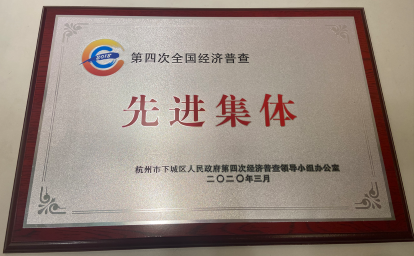 2018
第四次全国经济普查
先进集体
杭州市下城区人民政府第四次经济普查领导小组办公室
二〇二〇年三月